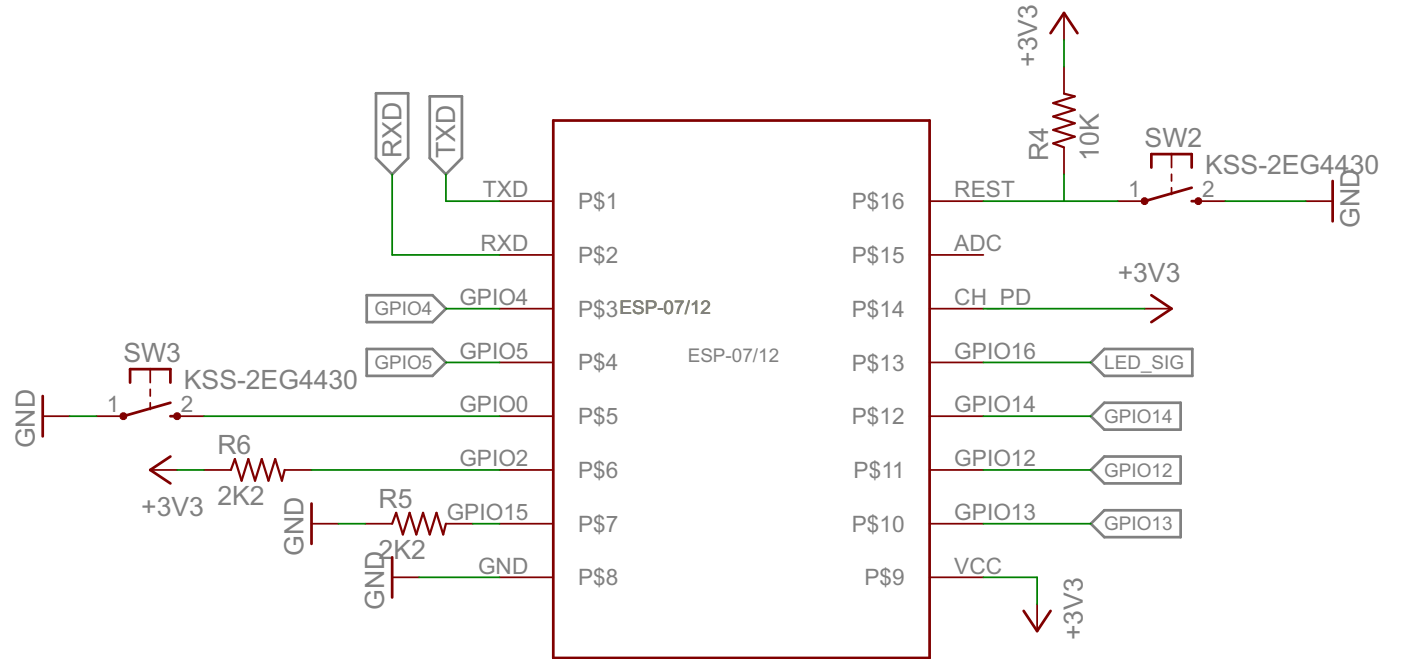 +3V3
RXD
TXD
R4
10K
SW2
KSS-2EG4430
1
2
GND
TXD
P$1
P$16
REST
RXD
P$2
P$15
ADC
+3V3
GPIO4
GPIO4
P$3
ESP-07/12
P$14
CH_PD
GPIO5
GPIO5
P$4
ESP-07/12
P$13
GPIO16
LED_SIG
SW3
KSS-2EG4430
GND
1
2
GPIO0
P$5
P$12
GPIO14
GPIO14
R6
2K2
+3V3
GPIO2
P$6
P$11
GPIO12
GPIO12
GND
R5
2K2
GPIO15
P$7
P$10
GPIO13
GPIO13
GND
GND
P$8
P$9
VCC
+3V3